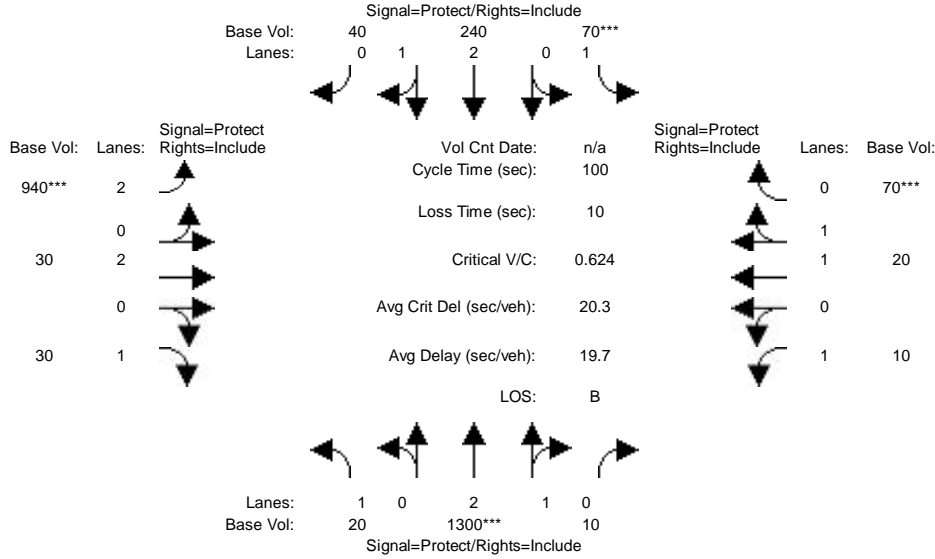 Signal=Protect/Rights=Include
Base Vol: 40 240 70***
Lanes: 0 1 2 0 1
Signal=Protect
Base Vol: Lanes: Rights=Include
Vol Cnt Date: n/a
Signal=Protect
Rights=Include Lanes: Base Vol:
940*** 2
Cycle Time (sec): 100
0 70***
0
Loss Time (sec): 10
1
30 2
Critical V/C: 0.624
1 20
0
Avg Crit Del (sec/veh): 20.3
0
30 1
Avg Delay (sec/veh): 19.7
1 10
LOS: B
Lanes: 1 0 2 1 0
Base Vol: 20 1300*** 10
Signal=Protect/Rights=Include